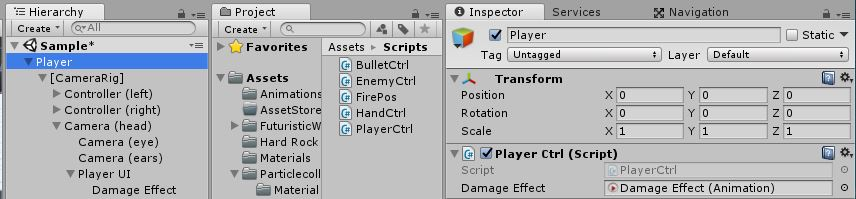 Hierarchy
Create
All
Sample*
Player
[CameraRig]
Controller (left)
Controller (right)
Camera (head)
Camera (eye)
Camera (ears)
Player UI
Damage Effect
Project
Create
Favorites
Assets
Animations
AssetStore
FuturisticW
Hard Rock
Materials
Particlecoll
Material
Assets Scripts
BulletCtrl
EnemyCtrl
FirePos
HandCtrl
PlayerCtrl
Inspector Services Navigation
Player Static
Tag Untagged Layer Default
Transform
Position X 0 Y 0 Z 0
Rotation X 0 Y 0 Z 0
Scale X 1 Y 1 Z 1
Player Ctrl (Script)
Script PlayerCtrl
Damage Effect Damage Effect (Animation)